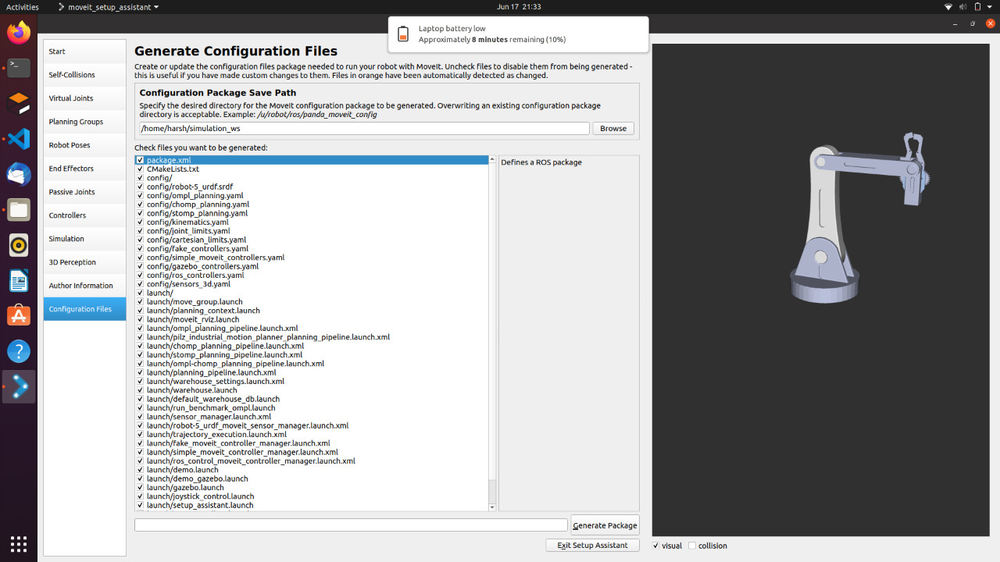 Activities
moveit_setup_assistant
Jun 17 21:33
Laptop battery low
Approximately 8 minutes remaining (10%)
Start
Self-Collisions
Virtual Joints
Planning Groups
Robot Poses
End Effectors
Passive Joints
Controllers
Simulation
3D Perception
Author Information
Configuration Files
Generate Configuration Files
Create or update the configuration files package needed to run your robot with MoveIt. Uncheck files to disable them from being generated -
this is useful if you have made custom changes to them. Files in orange have been automatically detected as changed.
Configuration Package Save Path
Specify the desired directory for the MoveIt configuration package to be generated. Overwriting an existing configuration package
directory is acceptable. Example: /u/robot/ros/panda_moveit_config
/home/harsh/simulation_ws
Browse
Check files you want to be generated:
package.xml
CMakeLists.txt
config/
config/robot-5_urdf.srdf
config/ompl_planning.yaml
config/chomp_planning.yaml
config/stomp_planning.yaml
config/kinematics.yaml
config/joint_limits.yaml
config/cartesian_limits.yaml
config/fake_controllers.yaml
config/simple_moveit_controllers.yaml
config/gazebo_controllers.yaml
config/ros_controllers.yaml
config/sensors_3d.yaml
launch/
launch/move_group.launch
launch/planning_context.launch
launch/moveit_rviz.launch
launch/ompl_planning_pipeline.launch.xml
launch/pilz_industrial_motion_planner_planning_pipeline.launch.xml
launch/chomp_planning_pipeline.launch.xml
launch/stomp_planning_pipeline.launch.xml
launch/ompl-chomp_planning_pipeline.launch.xml
launch/planning_pipeline.launch.xml
launch/warehouse_settings.launch.xml
launch/warehouse.launch
launch/default_warehouse_db.launch
launch/run_benchmark_ompl.launch
launch/sensor_manager.launch.xml
launch/robot-5_urdf_moveit_sensor_manager.launch.xml
launch/trajectory_execution.launch.xml
launch/fake_moveit_controller_manager.launch.xml
launch/simple_moveit_controller_manager.launch.xml
launch/ros_control_moveit_controller_manager.launch.xml
launch/demo.launch
launch/demo_gazebo.launch
launch/gazebo.launch
launch/joystick_control.launch
launch/setup_assistant.launch
Defines a ROS package
Generate Package
Exit Setup Assistant
visual
collision